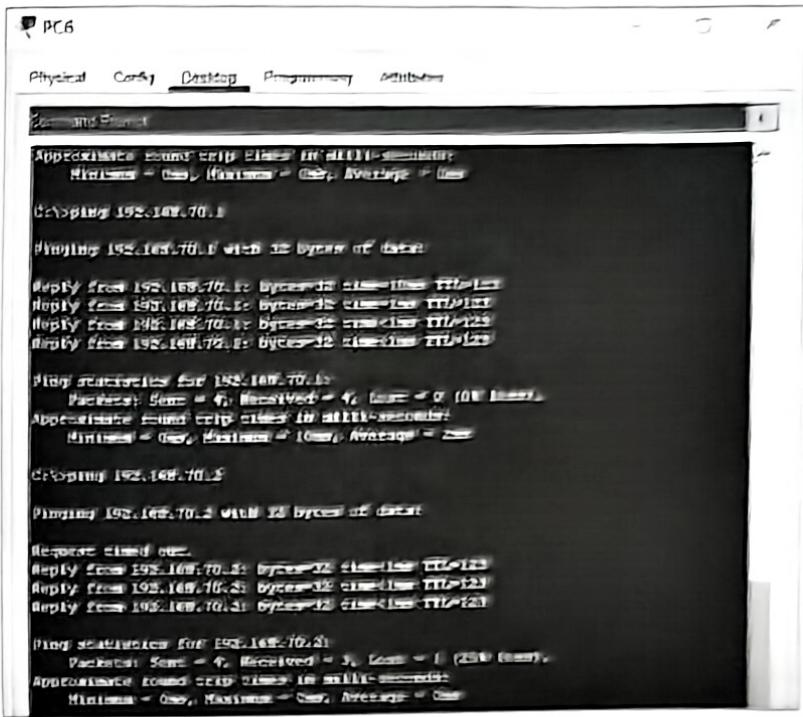 PC6
Physical Config Desktop Programming Attributes
Command Prompt
Approximate round trip times in milli-seconds:
Minimum = 0ms, Maximum = 0ms, Average = 0ms
C:\>ping 192.168.70.1
Pinging 192.168.70.1 with 32 bytes of data:
Reply from 192.168.70.1: bytes=32 time=10ms TTL=123
Reply from 192.168.70.1: bytes=32 time<1ms TTL=123
Reply from 192.168.70.1: bytes=32 time<1ms TTL=123
Reply from 192.168.70.1: bytes=32 time<1ms TTL=123
Ping statistics for 192.168.70.1:
Packets: Sent = 4, Received = 4, Lost = 0 (0% loss),
Approximate round trip times in milli-seconds:
Minimum = 0ms, Maximum = 10ms, Average = 2ms
C:\>ping 192.168.70.2
Pinging 192.168.70.2 with 32 bytes of data:
Request timed out.
Reply from 192.168.70.2: bytes=32 time<1ms TTL=123
Reply from 192.168.70.2: bytes=32 time<1ms TTL=123
Reply from 192.168.70.2: bytes=32 time<1ms TTL=123
Ping statistics for 192.168.70.2:
Packets: Sent = 4, Received = 3, Lost = 1 (25% loss),
Approximate round trip times in milli-seconds:
Minimum = 0ms, Maximum = 0ms, Average = 0ms